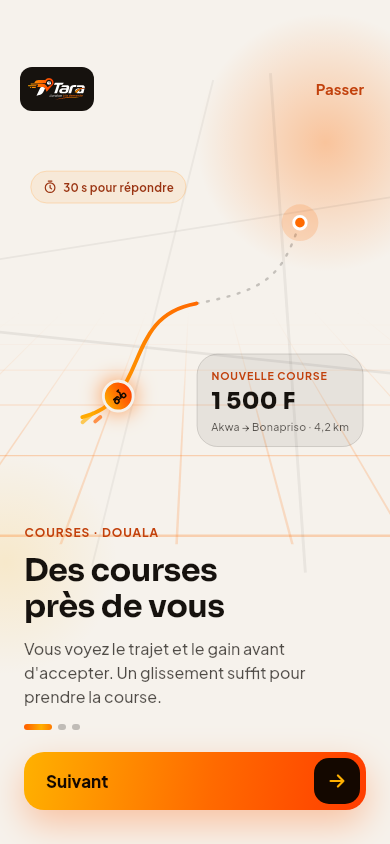 Tara
Passer
30 s pour répondre
NOUVELLE COURSE
1 500 F
Akwa → Bonapriso · 4,2 km
COURSES · DOUALA
Des courses
près de vous
Vous voyez le trajet et le gain avant
d'accepter. Un glissement suffit pour
prendre la course.
Suivant